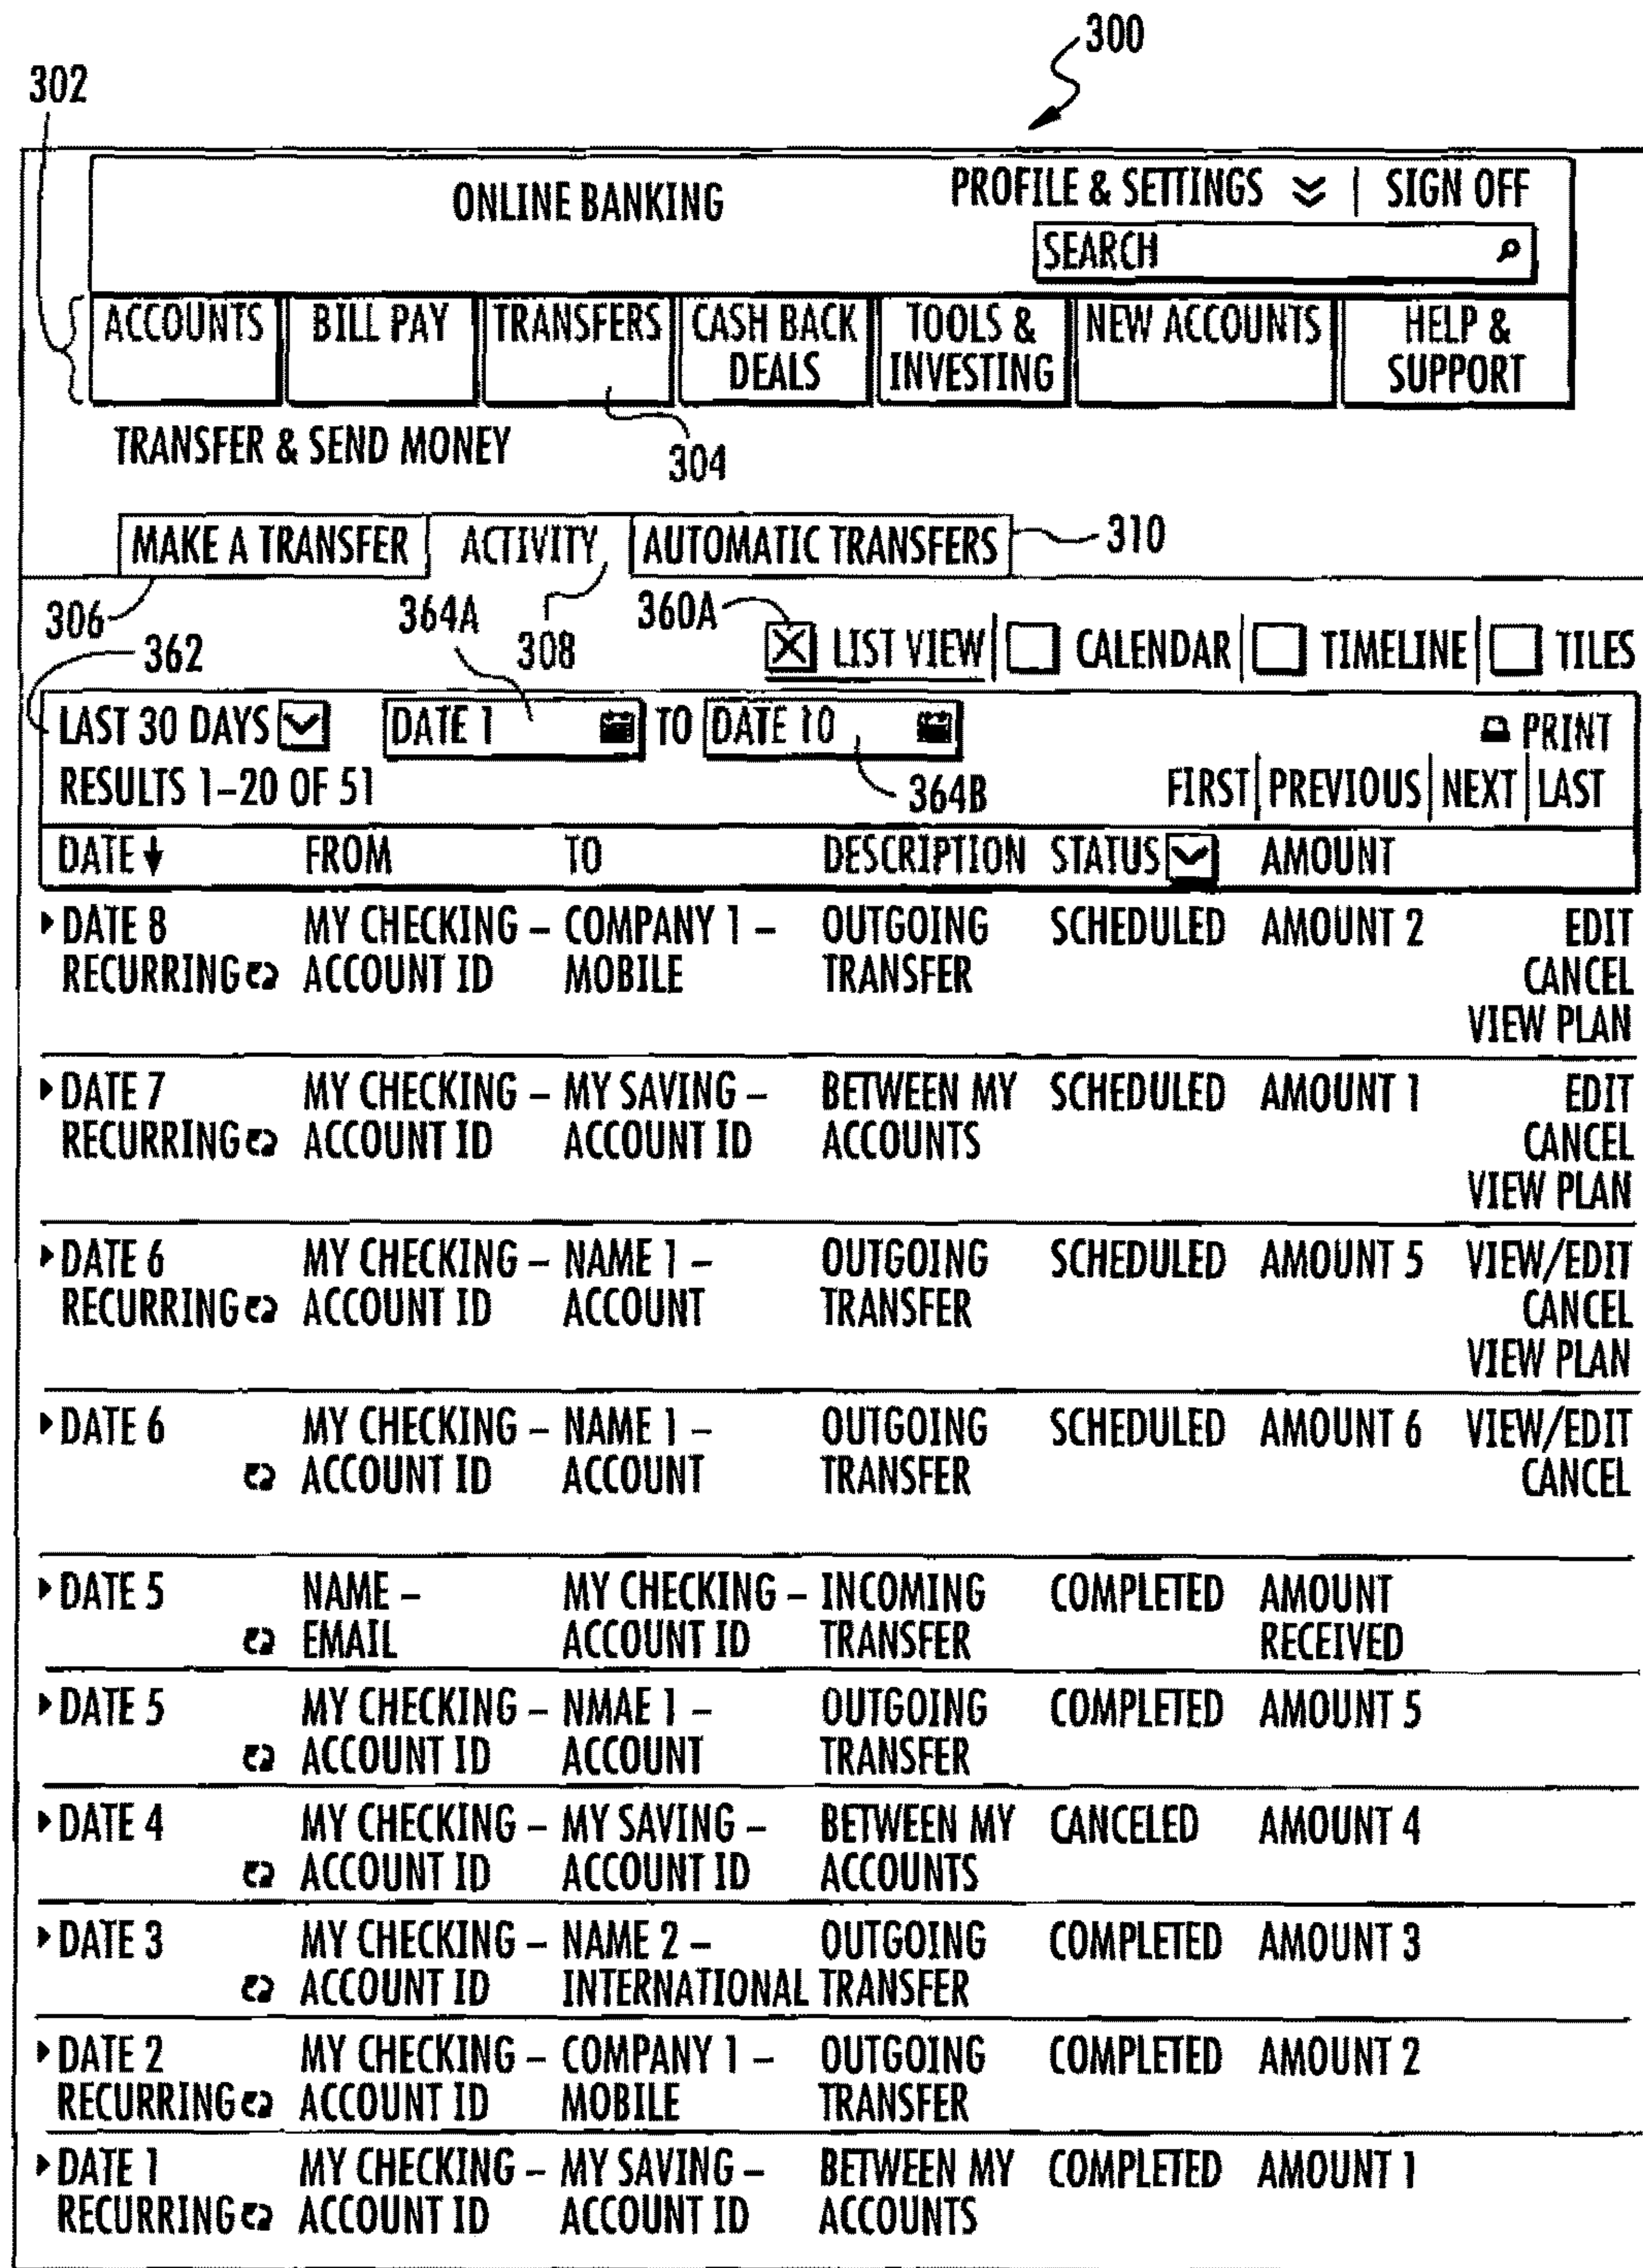 300
302
ONLINE BANKING
PROFILE & SETTINGS | SIGN OFF
SEARCH
ACCOUNTS
BILL PAY
TRANSFERS
CASH BACK
DEALS
TOOLS &
INVESTING
NEW ACCOUNTS
HELP &
SUPPORT
TRANSFER & SEND MONEY
304
MAKE A TRANSFER
ACTIVITY
AUTOMATIC TRANSFERS
310
306
364A
308
360A
362
LIST VIEW | CALENDAR | TIMELINE | TILES
LAST 30 DAYS DATE 1 TO DATE 10 PRINT
RESULTS 1–20 OF 51 364B FIRST | PREVIOUS | NEXT | LAST
DATE FROM TO DESCRIPTION STATUS AMOUNT
DATE 8 MY CHECKING – COMPANY 1 – OUTGOING SCHEDULED AMOUNT 2 EDIT
RECURRING ACCOUNT ID MOBILE TRANSFER CANCEL
VIEW PLAN
DATE 7 MY CHECKING – MY SAVING – BETWEEN MY SCHEDULED AMOUNT 1 EDIT
RECURRING ACCOUNT ID ACCOUNT ID ACCOUNTS CANCEL
VIEW PLAN
DATE 6 MY CHECKING – NAME 1 – OUTGOING SCHEDULED AMOUNT 5 VIEW/EDIT
RECURRING ACCOUNT ID ACCOUNT TRANSFER CANCEL
VIEW PLAN
DATE 6 MY CHECKING – NAME 1 – OUTGOING SCHEDULED AMOUNT 6 VIEW/EDIT
ACCOUNT ID ACCOUNT TRANSFER CANCEL
DATE 5 NAME – MY CHECKING – INCOMING COMPLETED AMOUNT
EMAIL ACCOUNT ID TRANSFER RECEIVED
DATE 5 MY CHECKING – NMAE 1 – OUTGOING COMPLETED AMOUNT 5
ACCOUNT ID ACCOUNT TRANSFER
DATE 4 MY CHECKING – MY SAVING – BETWEEN MY CANCELED AMOUNT 4
ACCOUNT ID ACCOUNT ID ACCOUNTS
DATE 3 MY CHECKING – NAME 2 – OUTGOING COMPLETED AMOUNT 3
ACCOUNT ID INTERNATIONAL TRANSFER
DATE 2 MY CHECKING – COMPANY 1 – OUTGOING COMPLETED AMOUNT 2
RECURRING ACCOUNT ID MOBILE TRANSFER
DATE 1 MY CHECKING – MY SAVING – BETWEEN MY COMPLETED AMOUNT 1
RECURRING ACCOUNT ID ACCOUNT ID ACCOUNTS